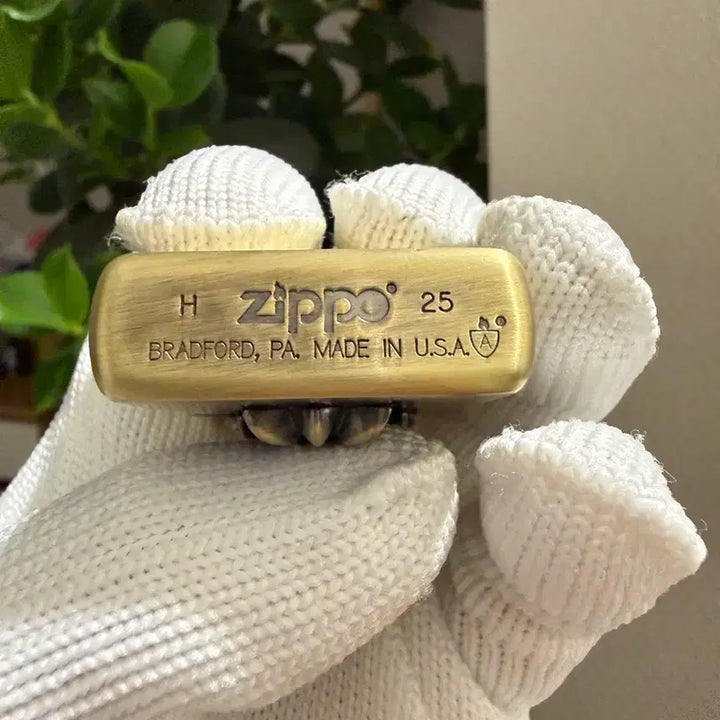 H zippo 25
BRADFORD, PA. MADE IN U.S.A. A